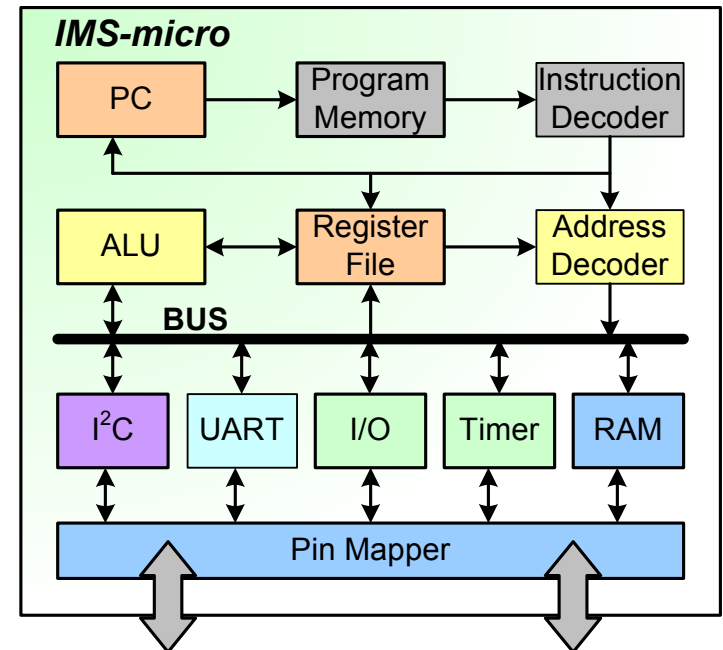 IMS-micro
PC
Program
Memory
Instruction
Decoder
ALU
Register
File
Address
Decoder
BUS
I²C
UART
I/O
Timer
RAM
Pin Mapper